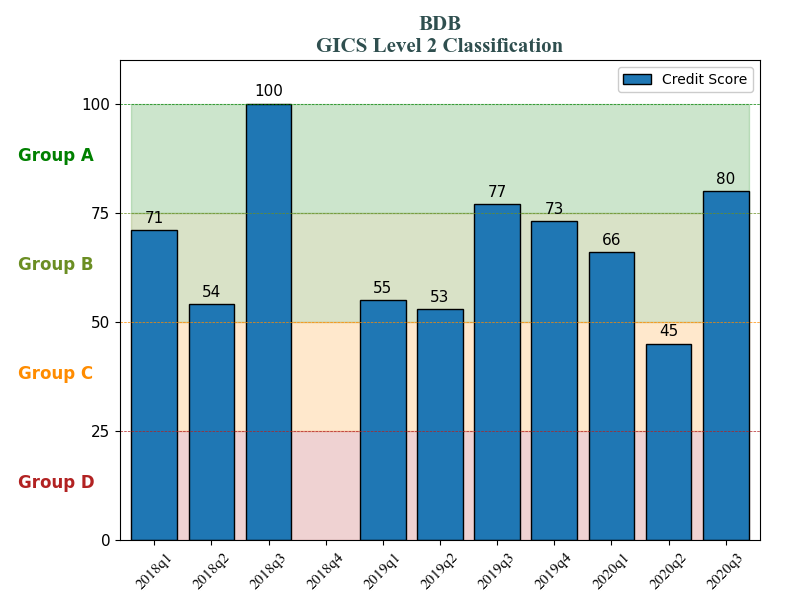 BDB
GICS Level 2 Classification
Credit Score
100
Group A
75
Group B
50
Group C
25
Group D
0
71
54
100
55
53
77
73
66
45
80
2018q1
2018q2
2018q3
2018q4
2019q1
2019q2
2019q3
2019q4
2020q1
2020q2
2020q3